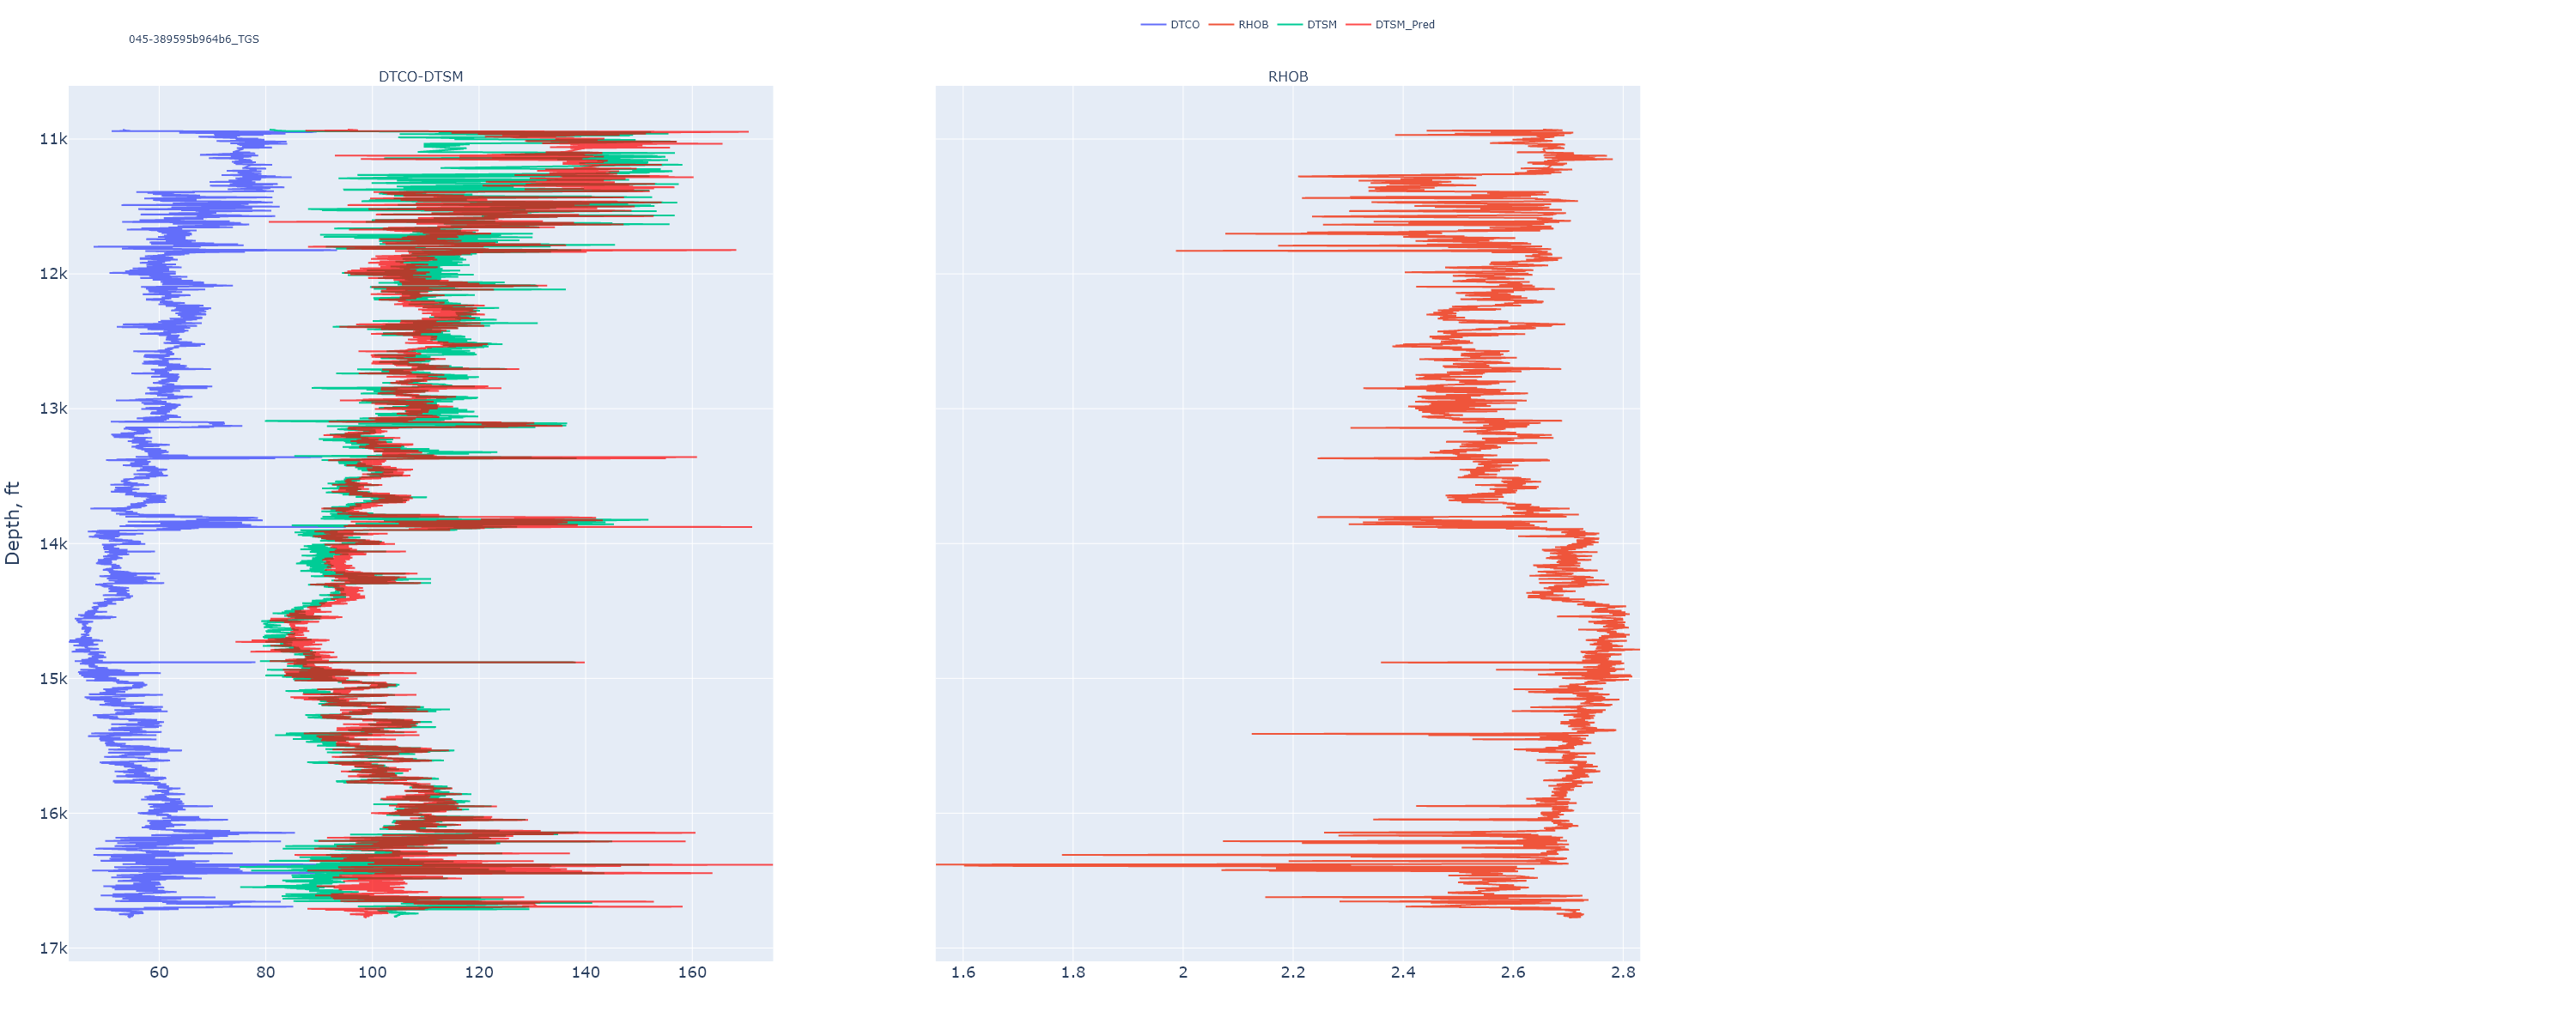 DTCO RHOB DTSM DTSM_Pred
045-389595b964b6_TGS
DTCO-DTSM RHOB
11k
12k
13k
14k
15k
16k
17k
Depth, ft
60 80 100 120 140 160
1.6 1.8 2 2.2 2.4 2.6 2.8